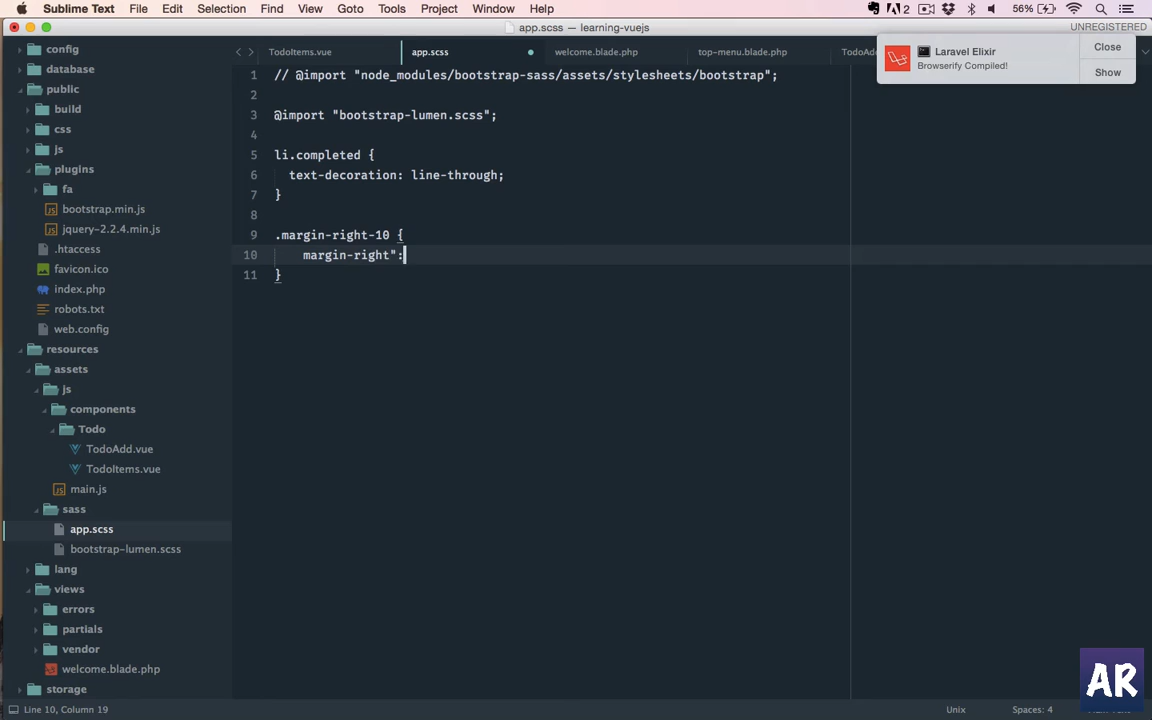 Sublime Text File Edit Selection Find View Goto Tools Project Window Help
2 56%
app.scss — learning-vuejs
UNREGISTERED
TodoItems.vue app.scss welcome.blade.php top-menu.blade.php TodoAd
Laravel Elixir
Browserify Compiled!
Close
Show
config
database
public
build
css
js
plugins
fa
bootstrap.min.js
jquery-2.2.4.min.js
.htaccess
favicon.ico
index.php
robots.txt
web.config
resources
assets
js
components
Todo
TodoAdd.vue
TodoItems.vue
main.js
sass
app.scss
bootstrap-lumen.scss
lang
views
errors
partials
vendor
welcome.blade.php
storage
1 // @import "node_modules/bootstrap-sass/assets/stylesheets/bootstrap";
2
3 @import "bootstrap-lumen.scss";
4
5 li.completed {
6 text-decoration: line-through;
7 }
8
9 .margin-right-10 {
10 margin-right":
11 }
AR
Line 10, Column 19
Unix
Spaces: 4